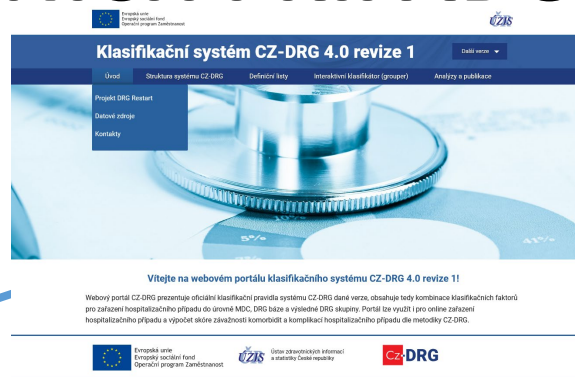 Evropská unie
Evropský sociální fond
Operační program Zaměstnanost
ÚZIS
Klasifikační systém CZ-DRG 4.0 revize 1
Další verze
Úvod
Struktura systému CZ-DRG
Definiční listy
Interaktivní klasifikátor (grouper)
Analýzy a publikace
Projekt DRG Restart
Datové zdroje
Kontakty
10%
5%
41%
Vítejte na webovém portálu klasifikačního systému CZ-DRG 4.0 revize 1!
Webový portál CZ-DRG prezentuje oficiální klasifikační pravidla systému CZ-DRG dané verze, obsahuje tedy kombinace klasifikačních faktorů
pro zařazení hospitalizačního případu do úrovně MDC, DRG báze a výsledné DRG skupiny. Portál lze využít i pro online zařazení
hospitalizačního případu a výpočet skóre závažnosti komorbidit a komplikací hospitalizačního případu dle metodiky CZ-DRG.
Evropská unie
Evropský sociální fond
Operační program Zaměstnanost
ÚZIS
Ústav zdravotnických informací
a statistiky České republiky
CZ-DRG